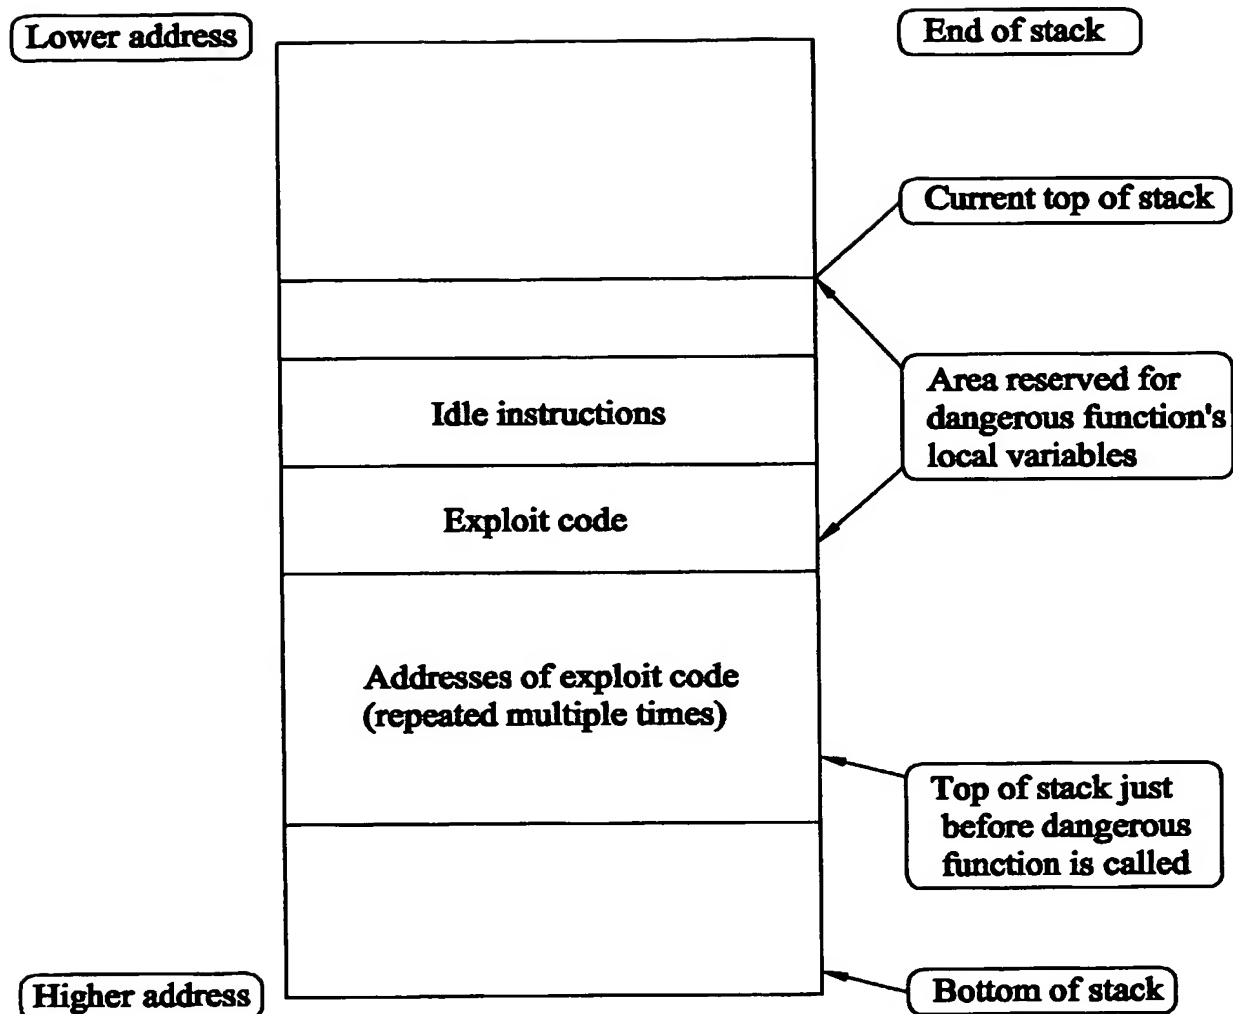 Lower address
End of stack
Current top of stack
Idle instructions
Area reserved for
dangerous function's
local variables
Exploit code
Addresses of exploit code
(repeated multiple times)
Top of stack just
before dangerous
function is called
Higher address
Bottom of stack